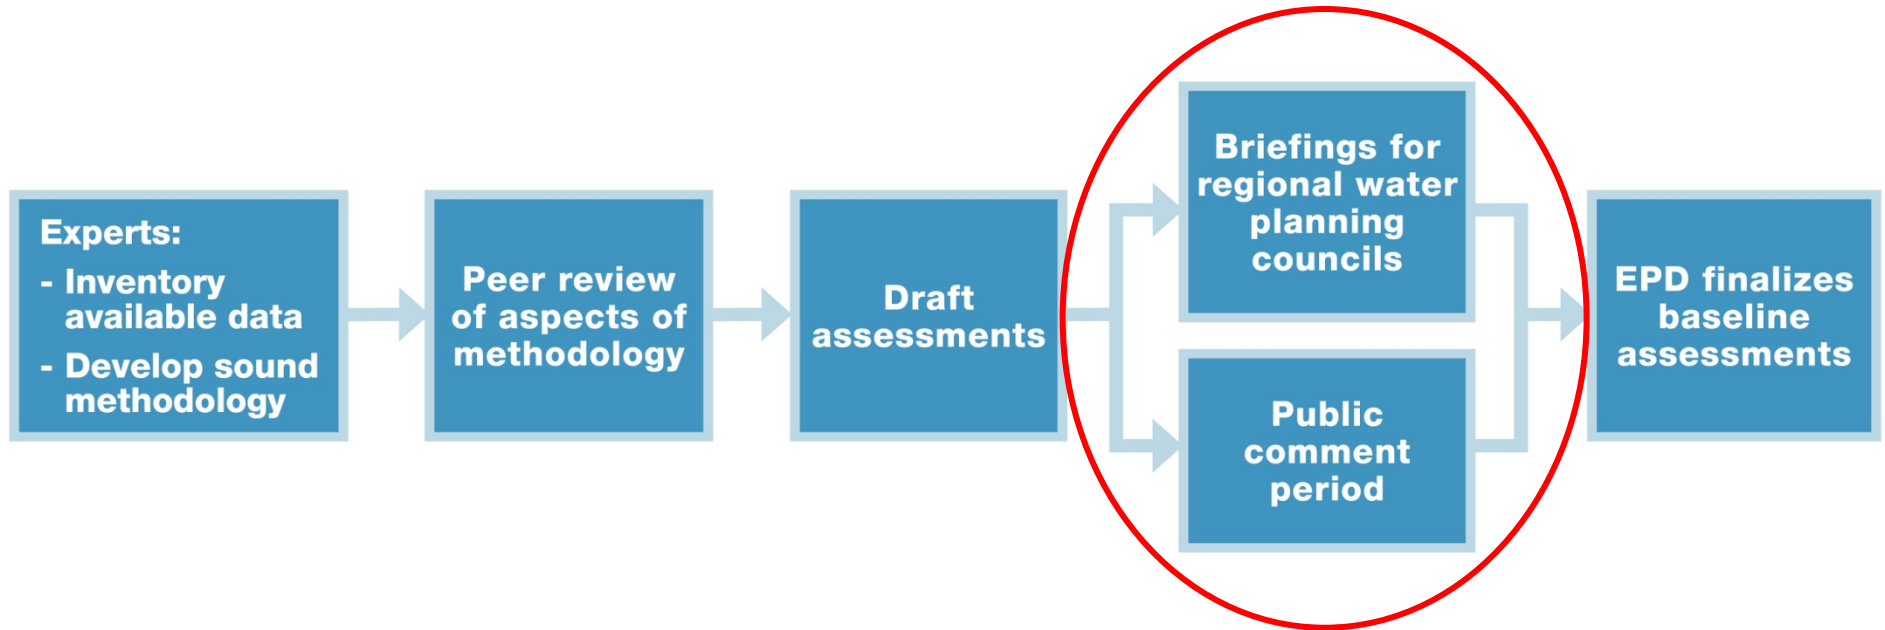 Experts:
- Inventory
available data
- Develop sound
methodology
Peer review
of aspects of
methodology
Draft
assessments
Briefings for
regional water
planning
councils
Public
comment
period
EPD finalizes
baseline
assessments